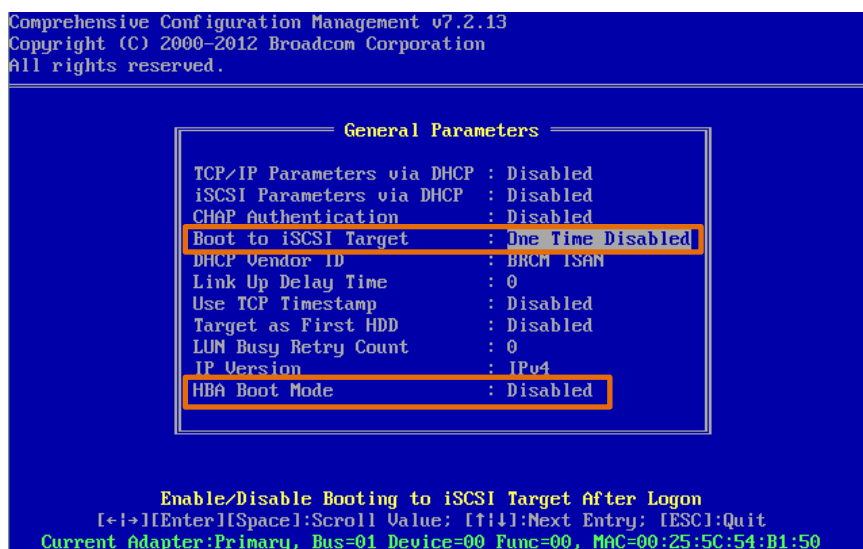 Comprehensive Configuration Management v7.2.13
Copyright (C) 2000-2012 Broadcom Corporation
All rights reserved.
General Parameters
TCP/IP Parameters via DHCP : Disabled
iSCSI Parameters via DHCP : Disabled
CHAP Authentication : Disabled
Boot to iSCSI Target : One Time Disabled
DHCP Vendor ID : BRCM ISAN
Link Up Delay Time : 0
Use TCP Timestamp : Disabled
Target as First HDD : Disabled
LUN Busy Retry Count : 0
IP Version : IPv4
HBA Boot Mode : Disabled
Enable/Disable Booting to iSCSI Target After Logon
[←|→][Enter][Space]:Scroll Value; [↑|↓]:Next Entry; [ESC]:Quit
Current Adapter:Primary, Bus=01 Device=00 Func=00, MAC=00:25:5C:54:B1:50